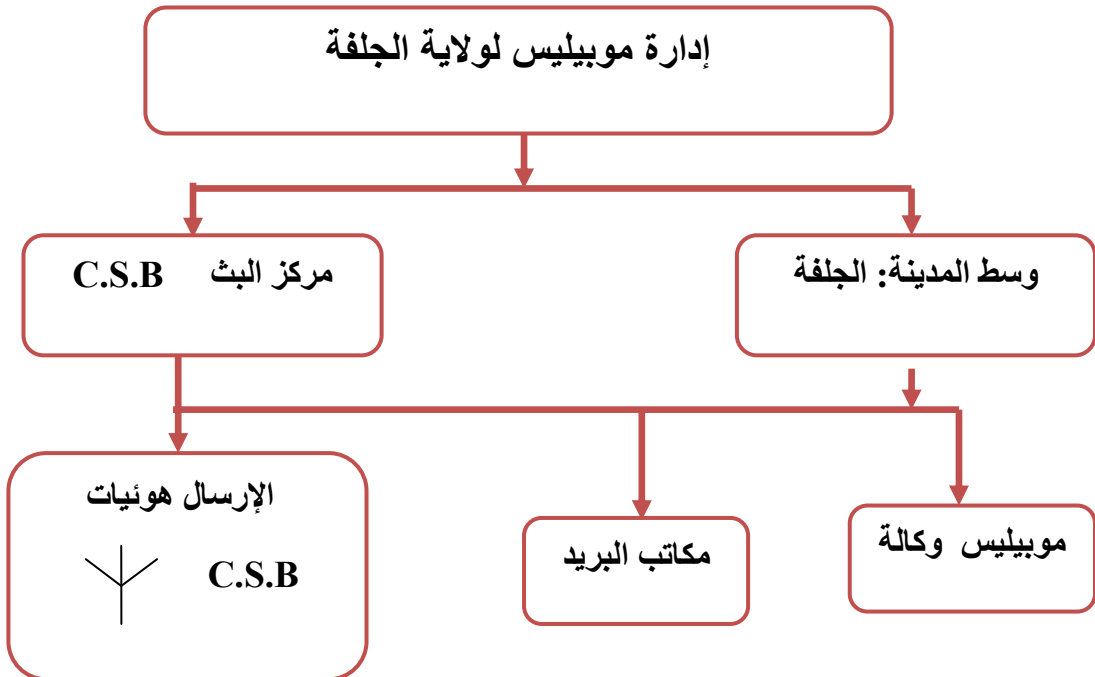 إدارة موبيليس لولاية الجلفة
وسط المدينة: الجلفة
مركز البث C.S.B
موبيليس وكالة
مكاتب البريد
الإرسال هوئيات
C.S.B